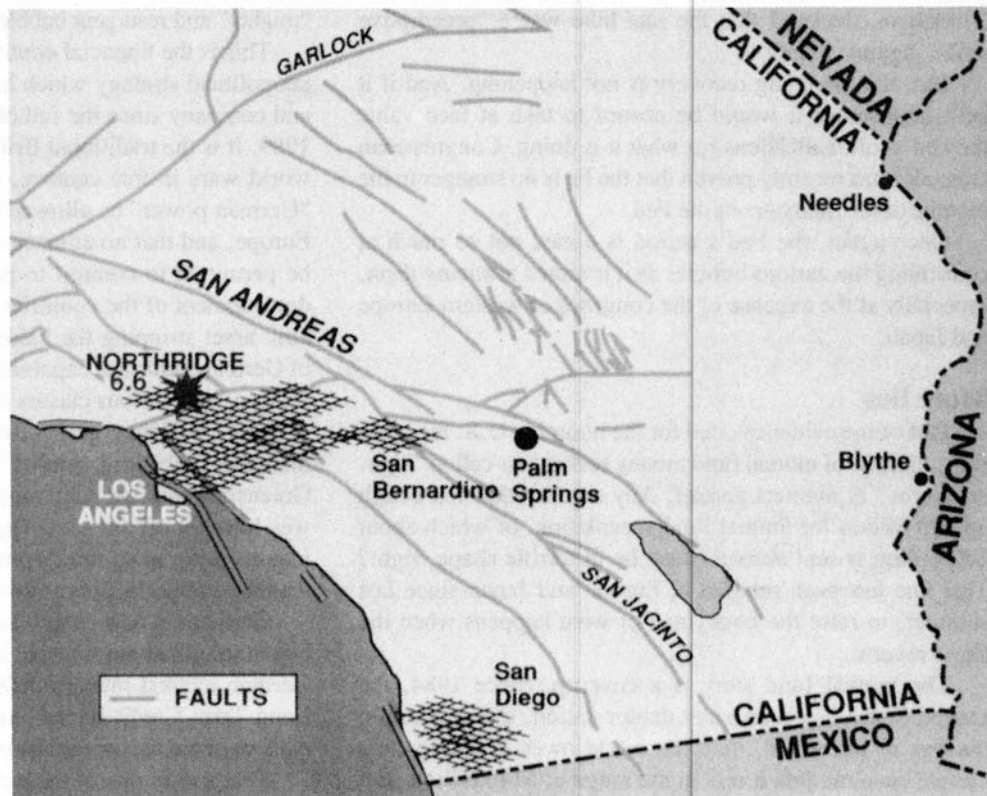 GARLOCK
NEVADA
CALIFORNIA
Needles
SAN ANDREAS
NORTHRIDGE
6.6
LOS
ANGELES
San
Bernardino
Palm
Springs
Blythe
ARIZONA
SAN JACINTO
San
Diego
FAULTS
CALIFORNIA
MEXICO